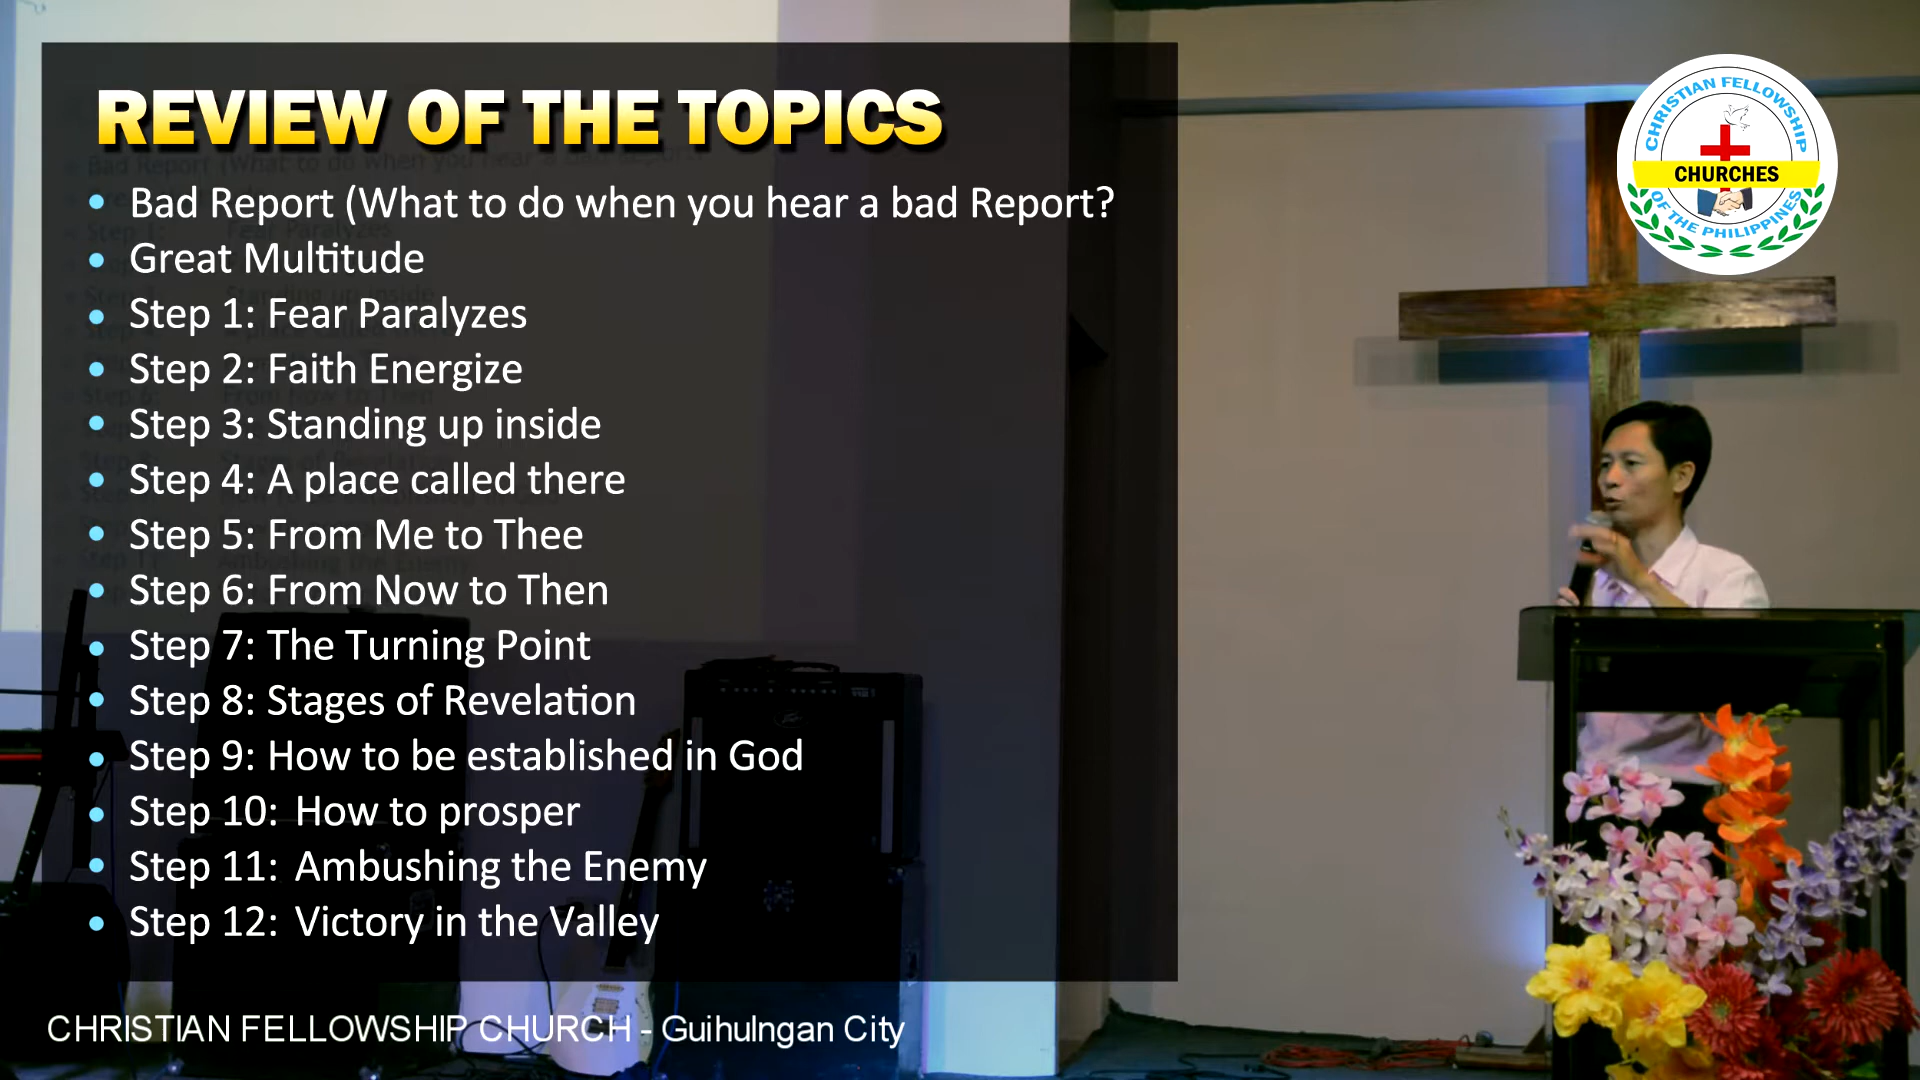 REVIEW OF THE TOPICS
• Bad Report (What to do when you hear a bad Report?
• Great Multitude
• Step 1: Fear Paralyzes
• Step 2: Faith Energize
• Step 3: Standing up inside
• Step 4: A place called there
• Step 5: From Me to Thee
• Step 6: From Now to Then
• Step 7: The Turning Point
• Step 8: Stages of Revelation
• Step 9: How to be established in God
• Step 10: How to prosper
• Step 11: Ambushing the Enemy
• Step 12: Victory in the Valley
CHRISTIAN FELLOWSHIP CHURCH - Guihulngan City
CHRISTIAN FELLOWSHIP
CHURCHES
OF THE PHILIPPINES